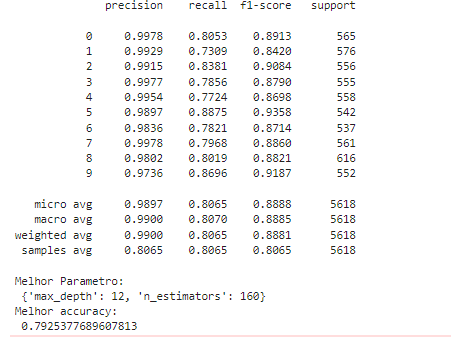 precision recall f1-score support
0 0.9978 0.8053 0.8913 565
1 0.9929 0.7309 0.8420 576
2 0.9915 0.8381 0.9084 556
3 0.9977 0.7856 0.8790 555
4 0.9954 0.7724 0.8698 558
5 0.9897 0.8875 0.9358 542
6 0.9836 0.7821 0.8714 537
7 0.9978 0.7968 0.8860 561
8 0.9802 0.8019 0.8821 616
9 0.9736 0.8696 0.9187 552
micro avg 0.9897 0.8065 0.8888 5618
macro avg 0.9900 0.8070 0.8885 5618
weighted avg 0.9900 0.8065 0.8881 5618
samples avg 0.8065 0.8065 0.8065 5618
Melhor Parametro:
{'max_depth': 12, 'n_estimators': 160}
Melhor accuracy:
0.7925377689607813